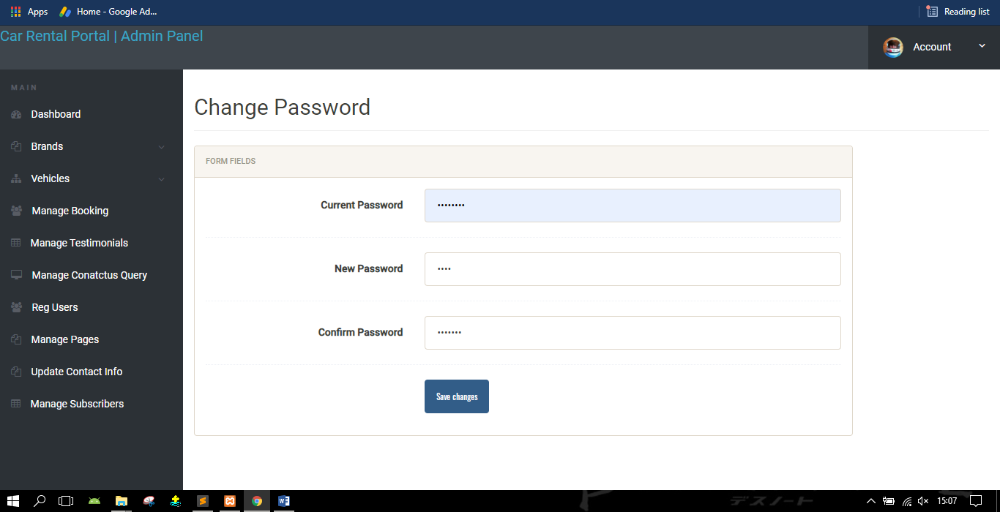 Apps
Home - Google Ad...
Reading list
Car Rental Portal | Admin Panel
Account
MAIN
Dashboard
Brands
Vehicles
Manage Booking
Manage Testimonials
Manage Conatctus Query
Reg Users
Manage Pages
Update Contact Info
Manage Subscribers
Change Password
FORM FIELDS
Current Password
••••••••
New Password
••••
Confirm Password
•••••••
Save changes
デスノート
15:07